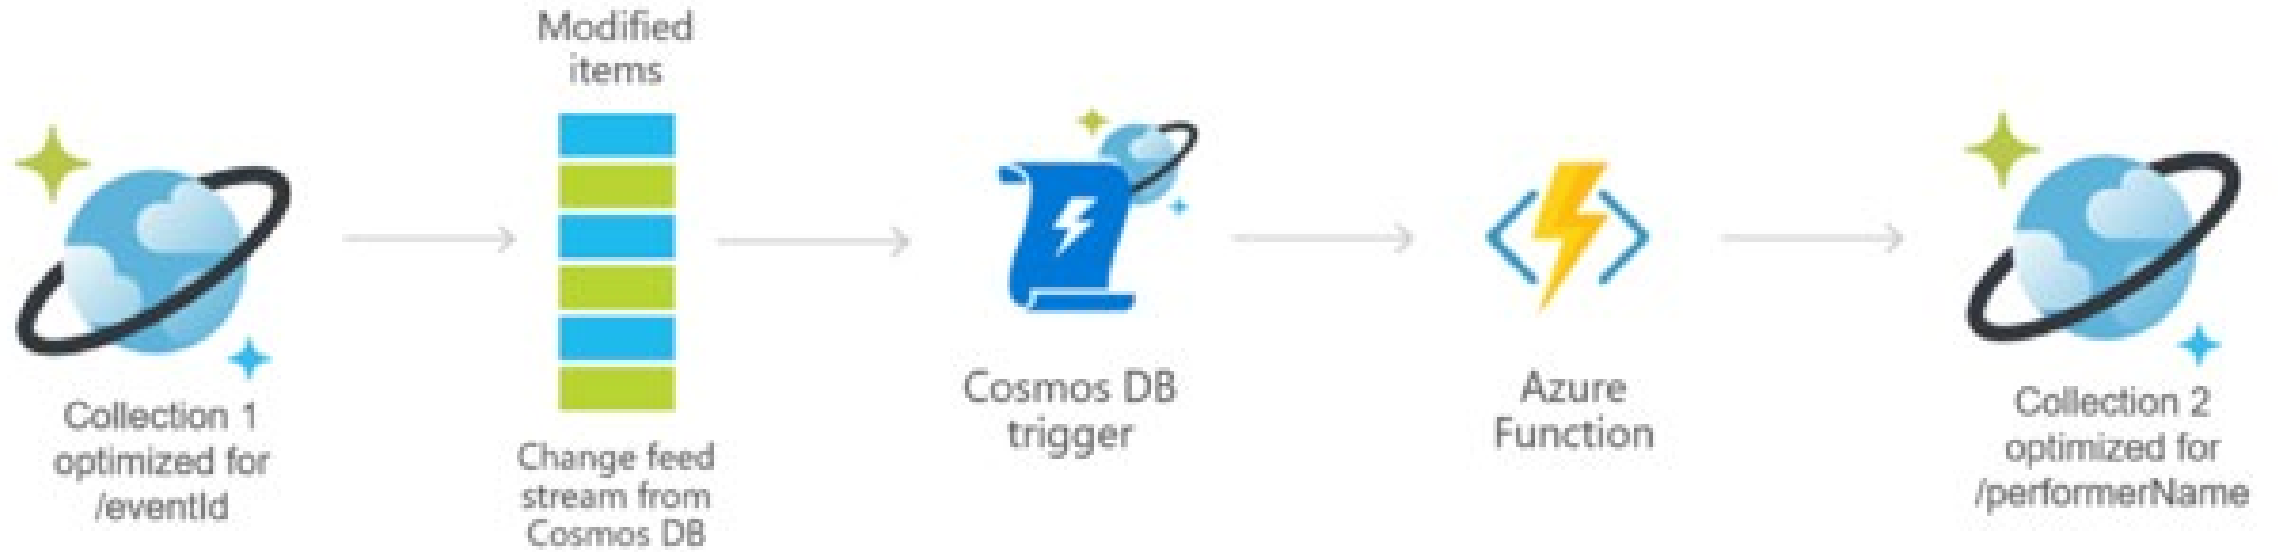 Collection 1
optimized for
/eventId
Modified
items
Change feed
stream from
Cosmos DB
Cosmos DB
trigger
Azure
Function
Collection 2
optimized for
/performerName